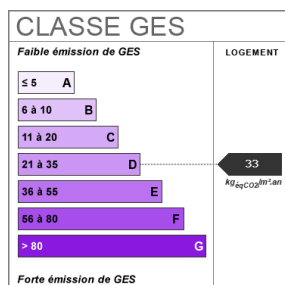 CLASSE GES
Faible émission de GES
LOGEMENT
≤ 5 A
6 à 10 B
11 à 20 C
21 à 35 D
33
36 à 55 E
kgéqCO2/m².an
56 à 80 F
> 80 G
Forte émission de GES